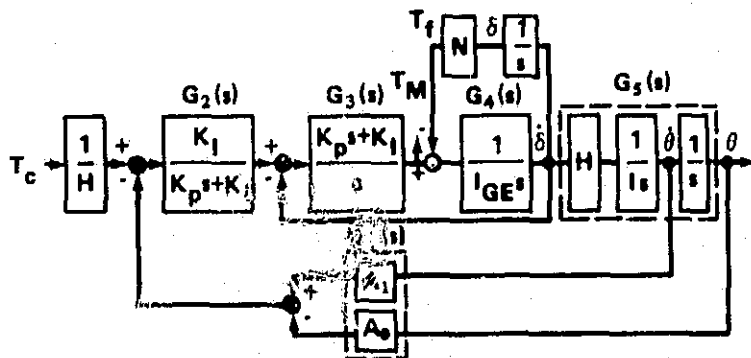 T_f
N
δ
1
s
T_M
G_2(s)
G_3(s)
G_4(s)
G_5(s)
T_c
1
H
+
-
K_I
K_p s+K
+
-
K_p s+K_I
-
+
1
I_GE s
δ̇
H
1
Is
θ̇
1
s
θ
(s)
+
-
A_θ